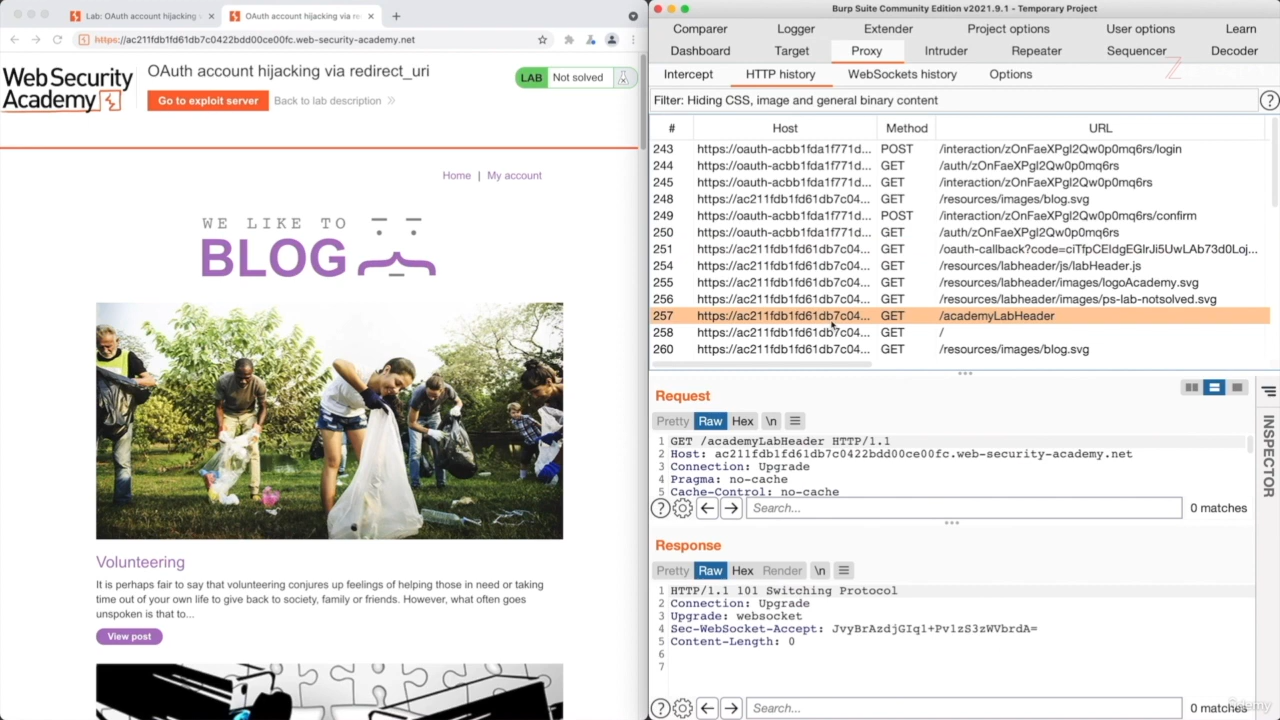 Lab: OAuth account hijacking
OAuth account hijacking via re
https://ac211fdb1fd61db7c0422bdd00ce00fc.web-security-academy.net
WebSecurity
Academy
OAuth account hijacking via redirect_uri
Go to exploit server
Back to lab description
LAB Not solved
Home | My account
WE LIKE TO
BLOG
Volunteering
It is perhaps fair to say that volunteering conjures up feelings of helping those in need or taking
time out of your own life to give back to society, family or friends. However, what often goes
unspoken is that to...
View post
Burp Suite Community Edition v2021.9.1 - Temporary Project
Comparer Logger Extender Project options User options Learn
Dashboard Target Proxy Intruder Repeater Sequencer Decoder
Intercept HTTP history WebSockets history Options
Filter: Hiding CSS, image and general binary content
# Host Method URL
243 https://oauth-acbb1fda1f771d... POST /interaction/zOnFaeXPgI2Qw0p0mq6rs/login
244 https://oauth-acbb1fda1f771d... GET /auth/zOnFaeXPgI2Qw0p0mq6rs
245 https://oauth-acbb1fda1f771d... GET /interaction/zOnFaeXPgI2Qw0p0mq6rs
248 https://ac211fdb1fd61db7c04... GET /resources/images/blog.svg
249 https://oauth-acbb1fda1f771d... POST /interaction/zOnFaeXPgI2Qw0p0mq6rs/confirm
250 https://oauth-acbb1fda1f771d... GET /auth/zOnFaeXPgI2Qw0p0mq6rs
251 https://ac211fdb1fd61db7c04... GET /oauth-callback?code=ciTfpCEIdgEGlrJi5UwLAb73d0Loj...
254 https://ac211fdb1fd61db7c04... GET /resources/labheader/js/labHeader.js
255 https://ac211fdb1fd61db7c04... GET /resources/labheader/images/logoAcademy.svg
256 https://ac211fdb1fd61db7c04... GET /resources/labheader/images/ps-lab-notsolved.svg
257 https://ac211fdb1fd61db7c04... GET /academyLabHeader
258 https://ac211fdb1fd61db7c04... GET /
260 https://ac211fdb1fd61db7c04... GET /resources/images/blog.svg
Request
Pretty Raw Hex \n
1 GET /academyLabHeader HTTP/1.1
2 Host: ac211fdb1fd61db7c0422bdd00ce00fc.web-security-academy.net
3 Connection: Upgrade
4 Pragma: no-cache
5 Cache-Control: no-cache
Search... 0 matches
Response
Pretty Raw Hex Render \n
1 HTTP/1.1 101 Switching Protocol
2 Connection: Upgrade
3 Upgrade: websocket
4 Sec-WebSocket-Accept: JvyBrAzdjGIq1+Pv1zS3zWVbrdA=
5 Content-Length: 0
6
7
Search... 0 matches
INSPECTOR
Udemy